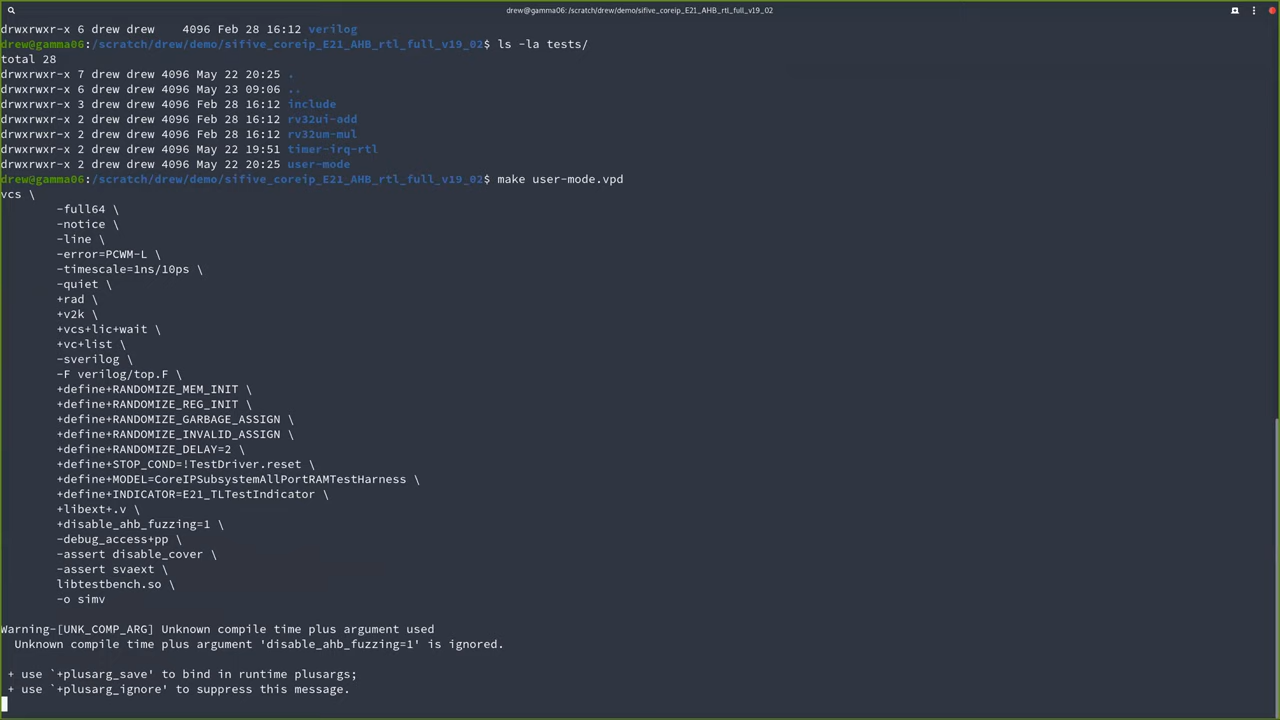 drew@gamma06: /scratch/drew/demo/sifive_coreip_E21_AHB_rtl_full_v19_02
drwxrwxr-x 6 drew drew    4096 Feb 28 16:12 verilog
drew@gamma06:/scratch/drew/demo/sifive_coreip_E21_AHB_rtl_full_v19_02$ ls -la tests/
total 28
drwxrwxr-x 7 drew drew 4096 May 22 20:25 .
drwxrwxr-x 6 drew drew 4096 May 23 09:06 ..
drwxrwxr-x 3 drew drew 4096 Feb 28 16:12 include
drwxrwxr-x 2 drew drew 4096 Feb 28 16:12 rv32ui-add
drwxrwxr-x 2 drew drew 4096 Feb 28 16:12 rv32um-mul
drwxrwxr-x 2 drew drew 4096 May 22 19:51 timer-irq-rtl
drwxrwxr-x 2 drew drew 4096 May 22 20:25 user-mode
drew@gamma06:/scratch/drew/demo/sifive_coreip_E21_AHB_rtl_full_v19_02$ make user-mode.vpd
vcs \
        -full64 \
        -notice \
        -line \
        -error=PCWM-L \
        -timescale=1ns/10ps \
        -quiet \
        +rad \
        +v2k \
        +vcs+lic+wait \
        +vc+list \
        -sverilog \
        -F verilog/top.F \
        +define+RANDOMIZE_MEM_INIT \
        +define+RANDOMIZE_REG_INIT \
        +define+RANDOMIZE_GARBAGE_ASSIGN \
        +define+RANDOMIZE_INVALID_ASSIGN \
        +define+RANDOMIZE_DELAY=2 \
        +define+STOP_COND=!TestDriver.reset \
        +define+MODEL=CoreIPSubsystemAllPortRAMTestHarness \
        +define+INDICATOR=E21_TLTestIndicator \
        +libext+.v \
        +disable_ahb_fuzzing=1 \
        -debug_access+pp \
        -assert disable_cover \
        -assert svaext \
        libtestbench.so \
        -o simv
Warning-[UNK_COMP_ARG] Unknown compile time plus argument used
  Unknown compile time plus argument 'disable_ahb_fuzzing=1' is ignored.
 + use `+plusarg_save' to bind in runtime plusargs;
 + use `+plusarg_ignore' to suppress this message.